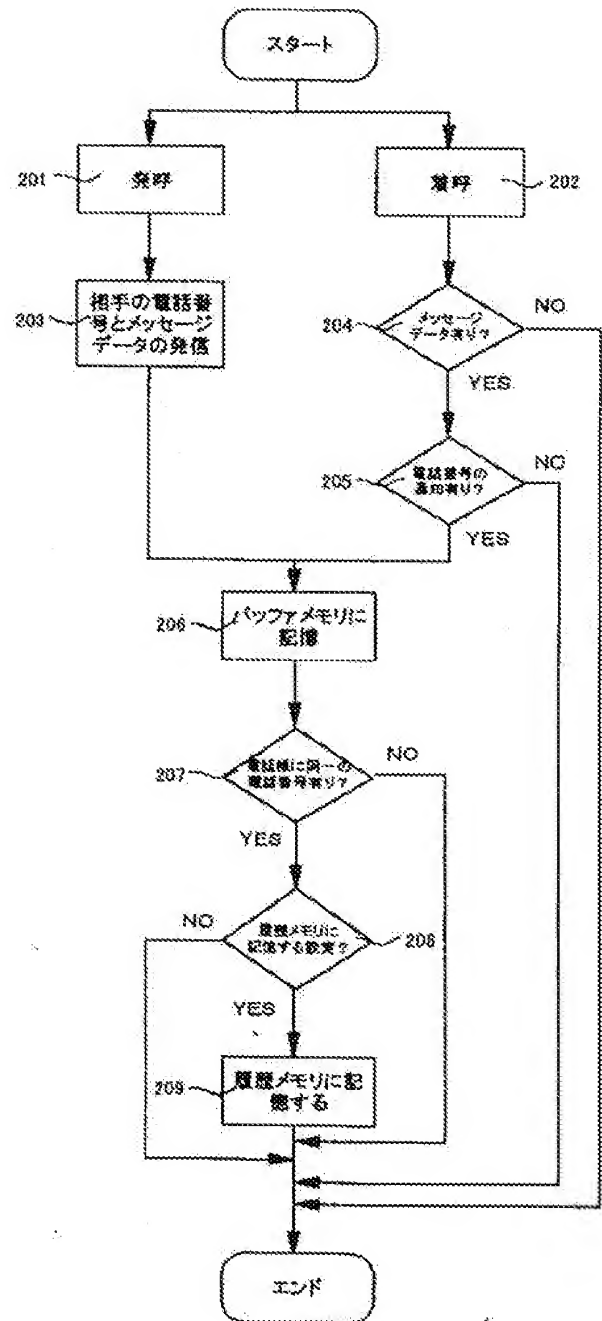 スタート
201
発呼
着呼
202
203
相手の電話番
号とメッセージ
データの発信
204
メッセージ
データ有り?
NO
YES
205
電話番号の
通知有り?
NO
YES
206
バッファメモリに
記憶
207
電話帳に同一の
電話番号有り?
NO
YES
208
履歴メモリに
記憶する設定?
NO
YES
209
履歴メモリに記
憶する
エンド